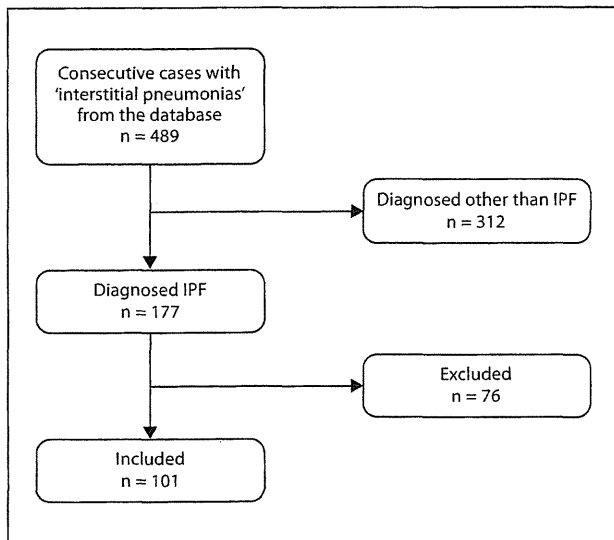 Consecutive cases with
'interstitial pneumonias'
from the database
n = 489
Diagnosed other than IPF
n = 312
Diagnosed IPF
n = 177
Excluded
n = 76
Included
n = 101